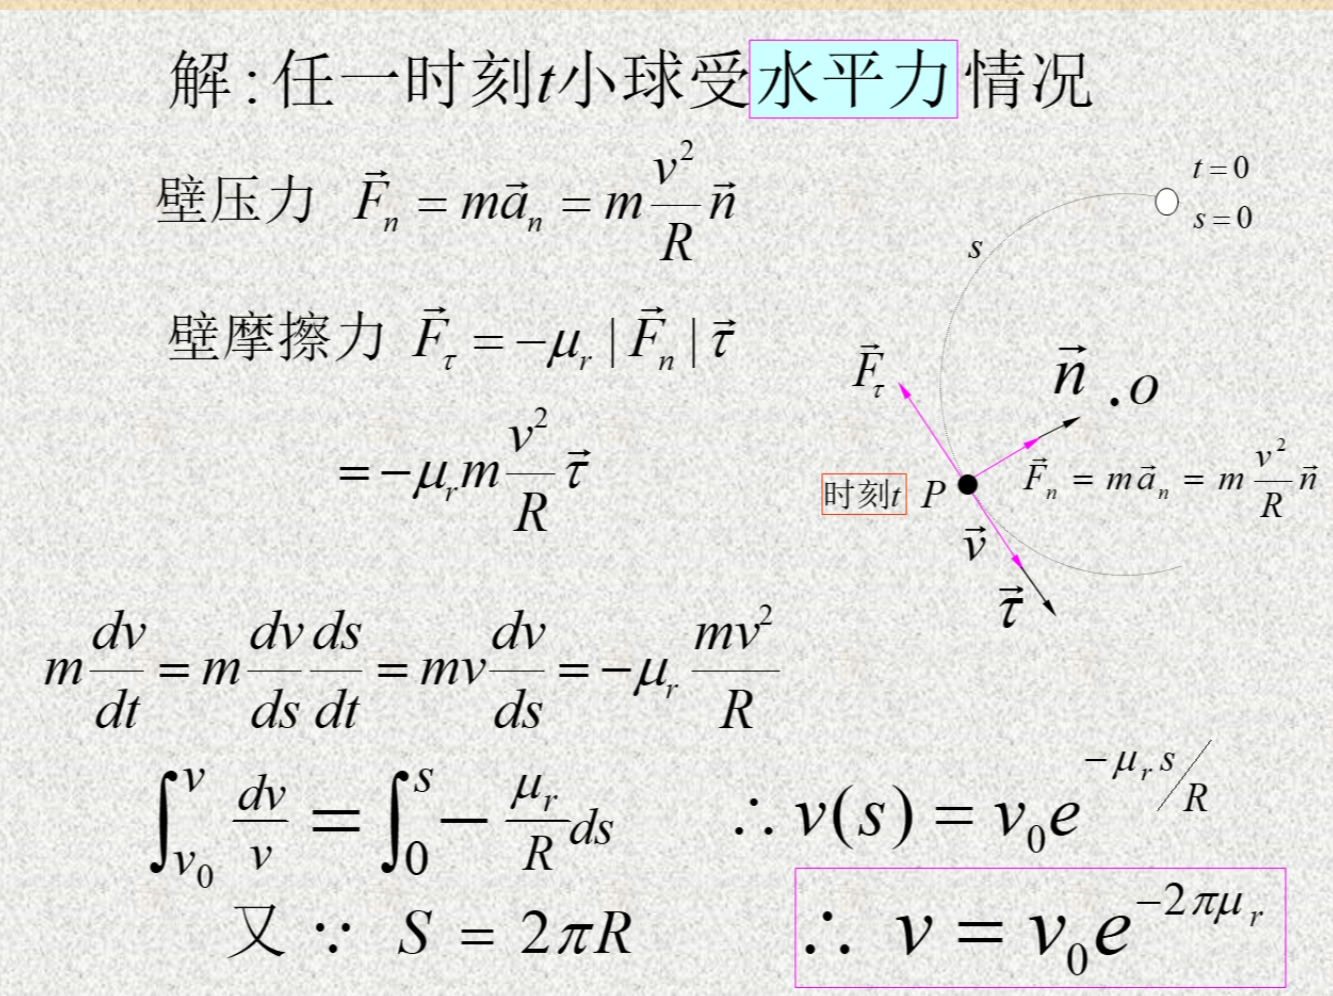 解:任一时刻t小球受水平力情况
壁压力 $\vec{F}_n = m\vec{a}_n = m\frac{v^2}{R}\vec{n}$
t=0
s=0
s
壁摩擦力 $\vec{F}_\tau = -\mu_r |\vec{F}_n| \vec{\tau}$
$\vec{F}_\tau$
$\vec{n}$ .o
$= -\mu_r m\frac{v^2}{R}\vec{\tau}$
时刻t P
$\vec{F}_n = m\vec{a}_n = m\frac{v^2}{R}\vec{n}$
$\vec{v}$
$\vec{\tau}$
$m\frac{dv}{dt} = m\frac{dv}{ds}\frac{ds}{dt} = mv\frac{dv}{ds} = -\mu_r\frac{mv^2}{R}$
$\int_{v_0}^{v}\frac{dv}{v} = \int_0^s -\frac{\mu_r}{R}ds$ $\therefore v(s) = v_0 e^{-\mu_r s/R}$
又 $\because S = 2\pi R$ $\therefore v = v_0 e^{-2\pi\mu_r}$